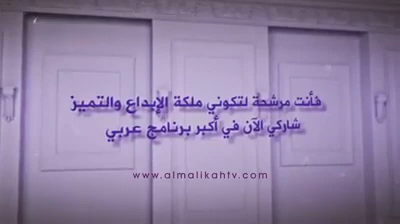 فأنت مرشحة لتكوني ملكة الإبداع والتميز
شاركي الآن في أكبر برنامج عربي
www.almalikahtv.com